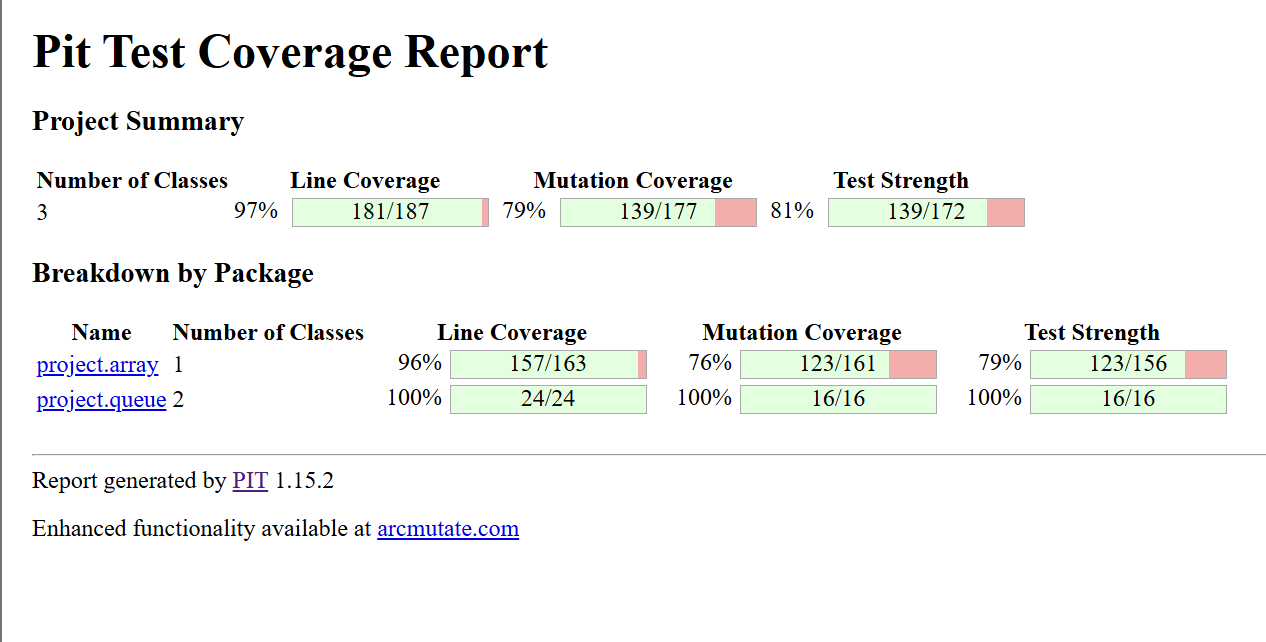 Pit Test Coverage Report
Project Summary
Number of Classes Line Coverage Mutation Coverage Test Strength
3 97% 181/187 79% 139/177 81% 139/172
Breakdown by Package
Name Number of Classes Line Coverage Mutation Coverage Test Strength
project.array 1 96% 157/163 76% 123/161 79% 123/156
project.queue 2 100% 24/24 100% 16/16 100% 16/16
Report generated by PIT 1.15.2
Enhanced functionality available at arcmutate.com